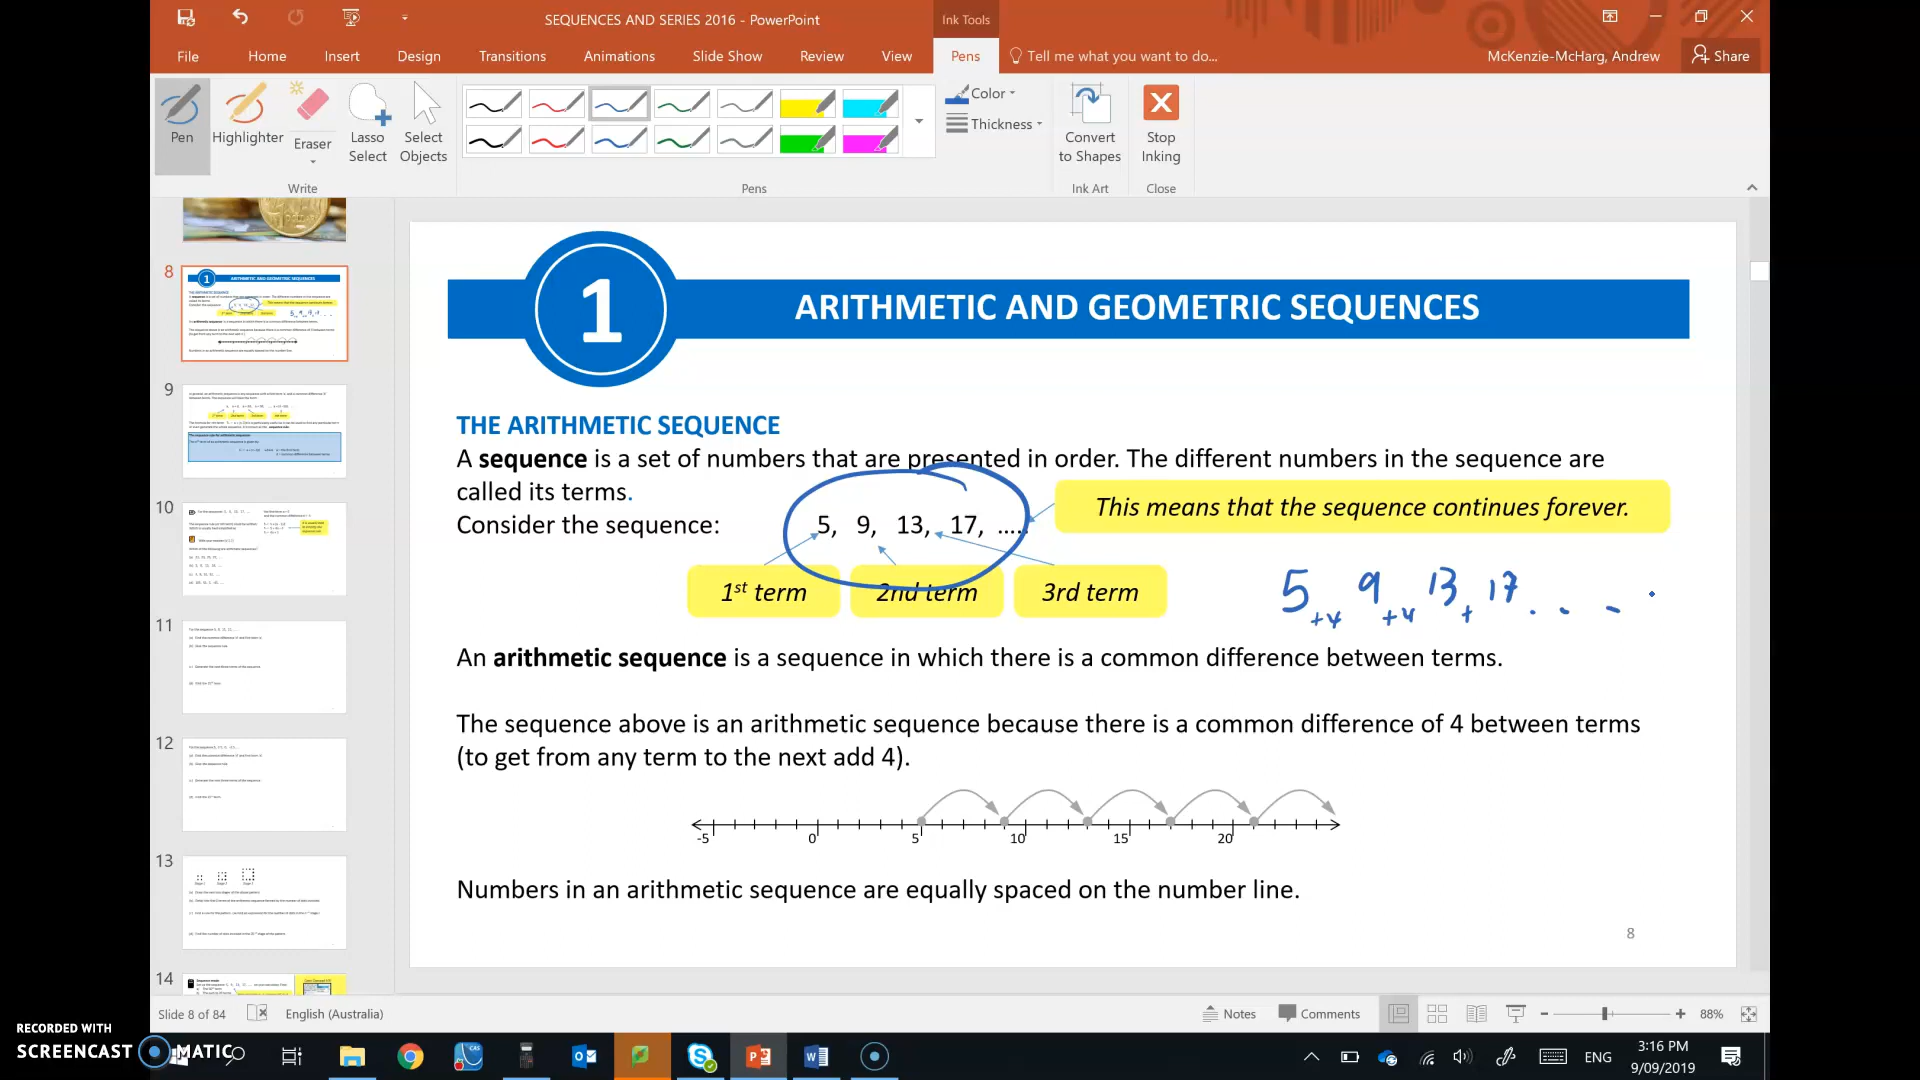 SEQUENCES AND SERIES 2016 - PowerPoint
Ink Tools
File Home Insert Design Transitions Animations Slide Show Review View Pens Tell me what you want to do... McKenzie-McHarg, Andrew Share
Pen
Highlighter
Eraser
Lasso Select
Select Objects
Color
Thickness
Convert to Shapes
Stop Inking
Write
Pens
Ink Art
Close
8
ARITHMETIC AND GEOMETRIC SEQUENCES
9
10
11
12
13
14
1
ARITHMETIC AND GEOMETRIC SEQUENCES
THE ARITHMETIC SEQUENCE
A sequence is a set of numbers that are presented in order. The different numbers in the sequence are
called its terms.
Consider the sequence: 5, 9, 13, 17, .....
This means that the sequence continues forever.
1st term
2nd term
3rd term
5 9 13 17 . . .
+4 +4 +
An arithmetic sequence is a sequence in which there is a common difference between terms.
The sequence above is an arithmetic sequence because there is a common difference of 4 between terms
(to get from any term to the next add 4).
-5 0 5 10 15 20
Numbers in an arithmetic sequence are equally spaced on the number line.
8
Slide 8 of 84
English (Australia)
Notes
Comments
88%
RECORDED WITH
SCREENCAST MATIC
ENG
3:16 PM
9/09/2019